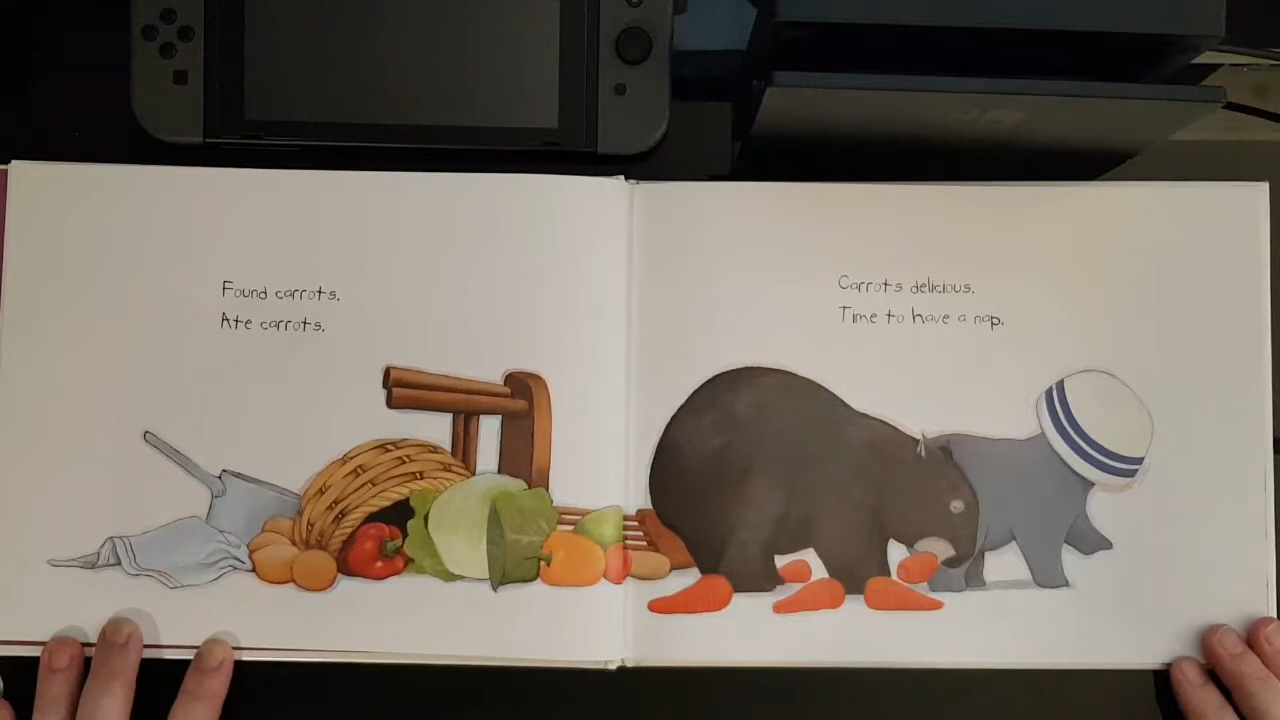 Found carrots.
Ate carrots.
Carrots delicious.
Time to have a nap.